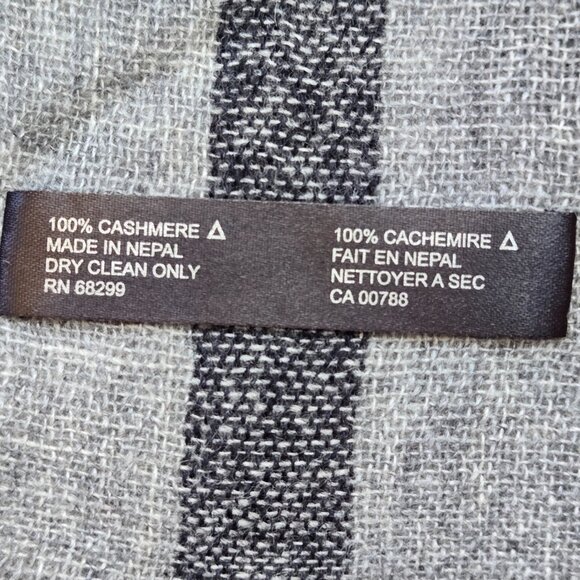 100% CASHMERE △
MADE IN NEPAL
DRY CLEAN ONLY
RN 68299
100% CACHEMIRE △
FAIT EN NEPAL
NETTOYER A SEC
CA 00788